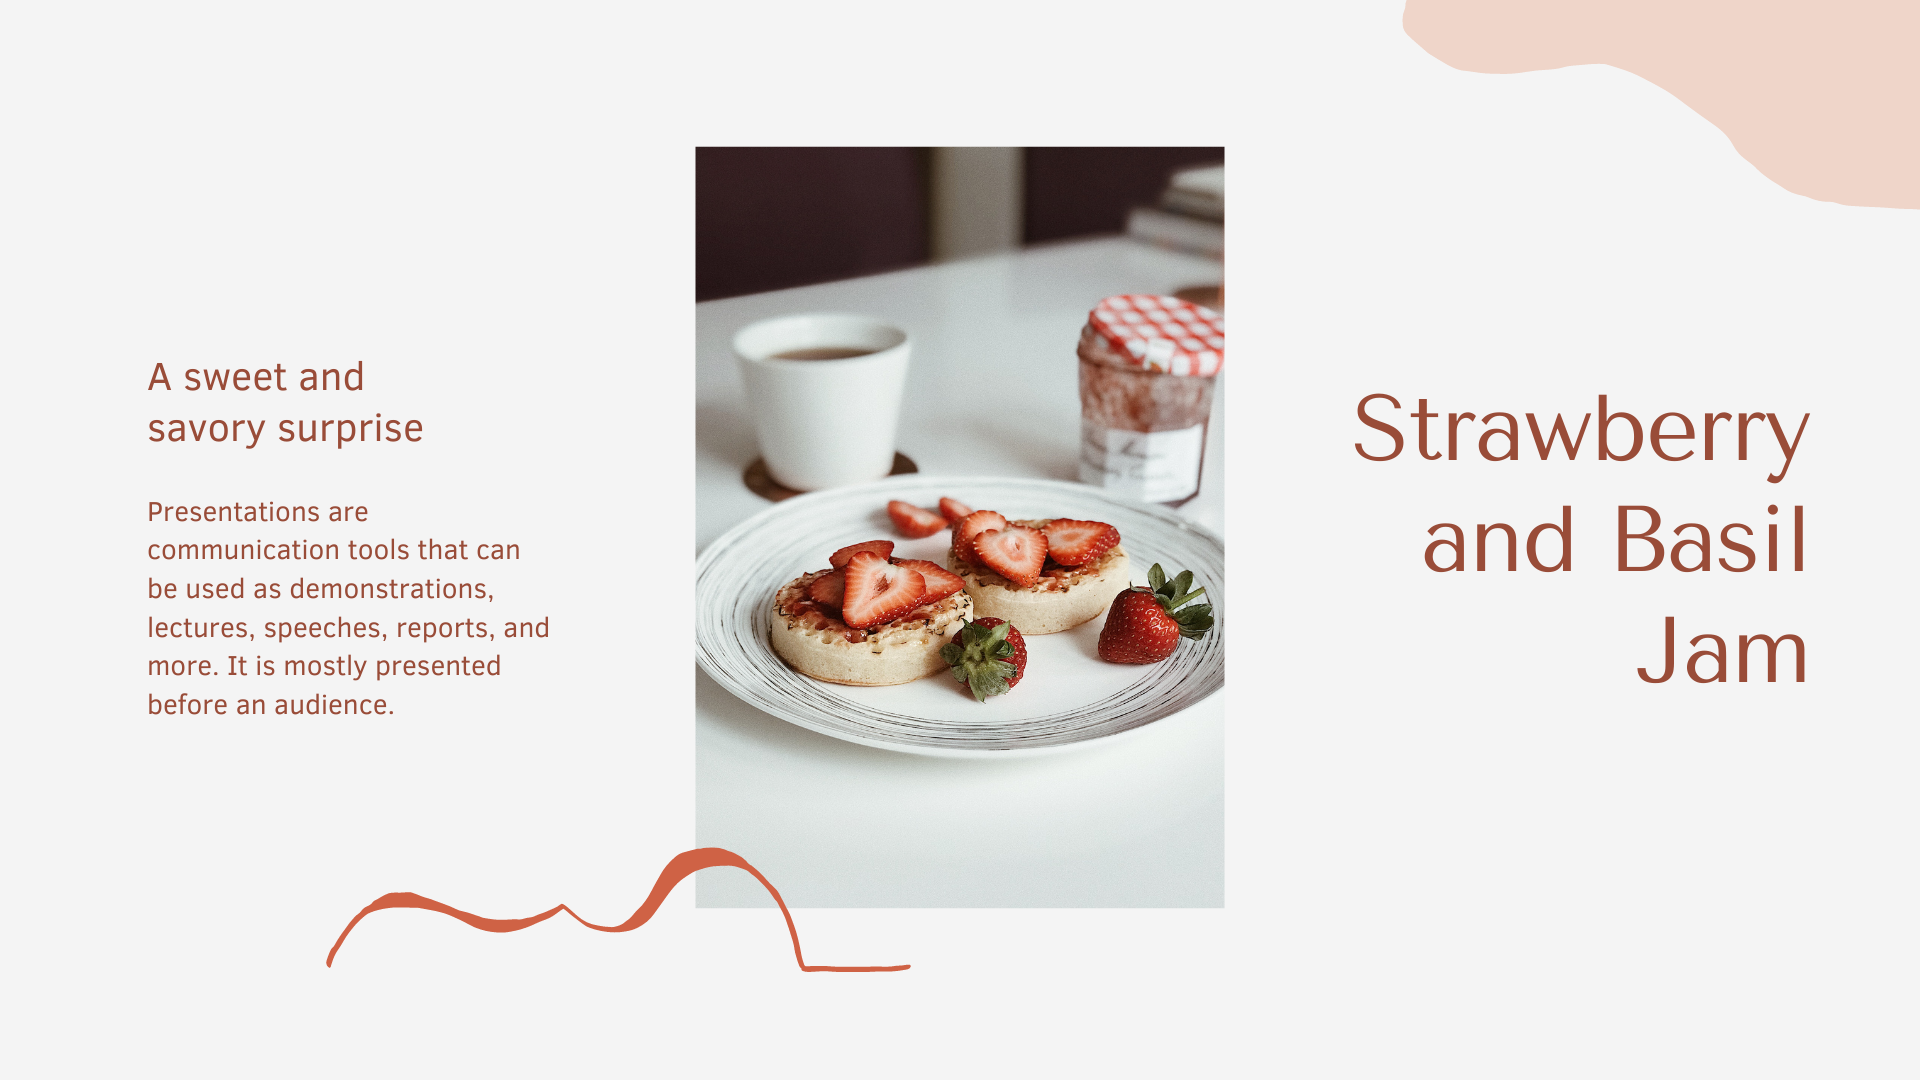 A sweet and
savory surprise
Presentations are
communication tools that can
be used as demonstrations,
lectures, speeches, reports, and
more. It is mostly presented
before an audience.
Strawberry
and Basil
Jam